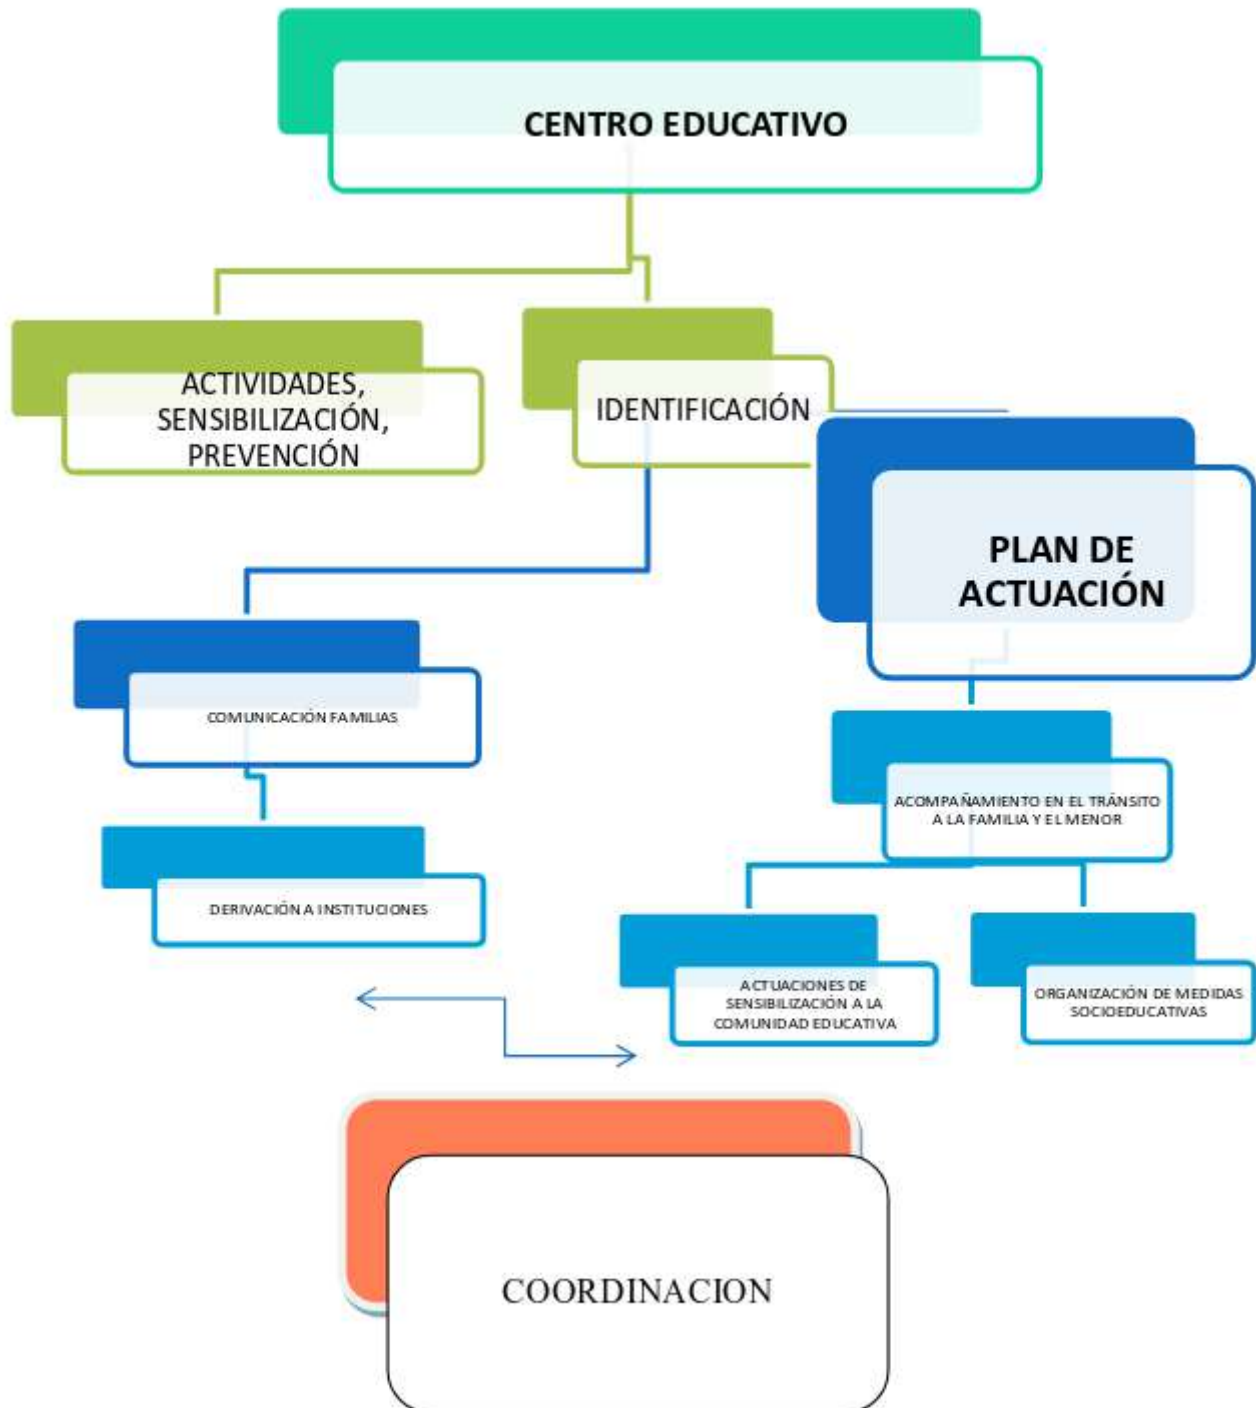 CENTRO EDUCATIVO
ACTIVIDADES,
SENSIBILIZACIÓN,
PREVENCIÓN
IDENTIFICACIÓN
PLAN DE
ACTUACIÓN
COMUNICACIÓN FAMILIAS
ACOMPAÑAMIENTO EN EL TRÁNSITO
A LA FAMILIA Y EL MENOR
DERIVACIÓN A INSTITUCIONES
ACTUACIONES DE
SENSIBILIZACIÓN A LA
COMUNIDAD EDUCATIVA
ORGANIZACIÓN DE MEDIDAS
SOCIOEDUCATIVAS
COORDINACION